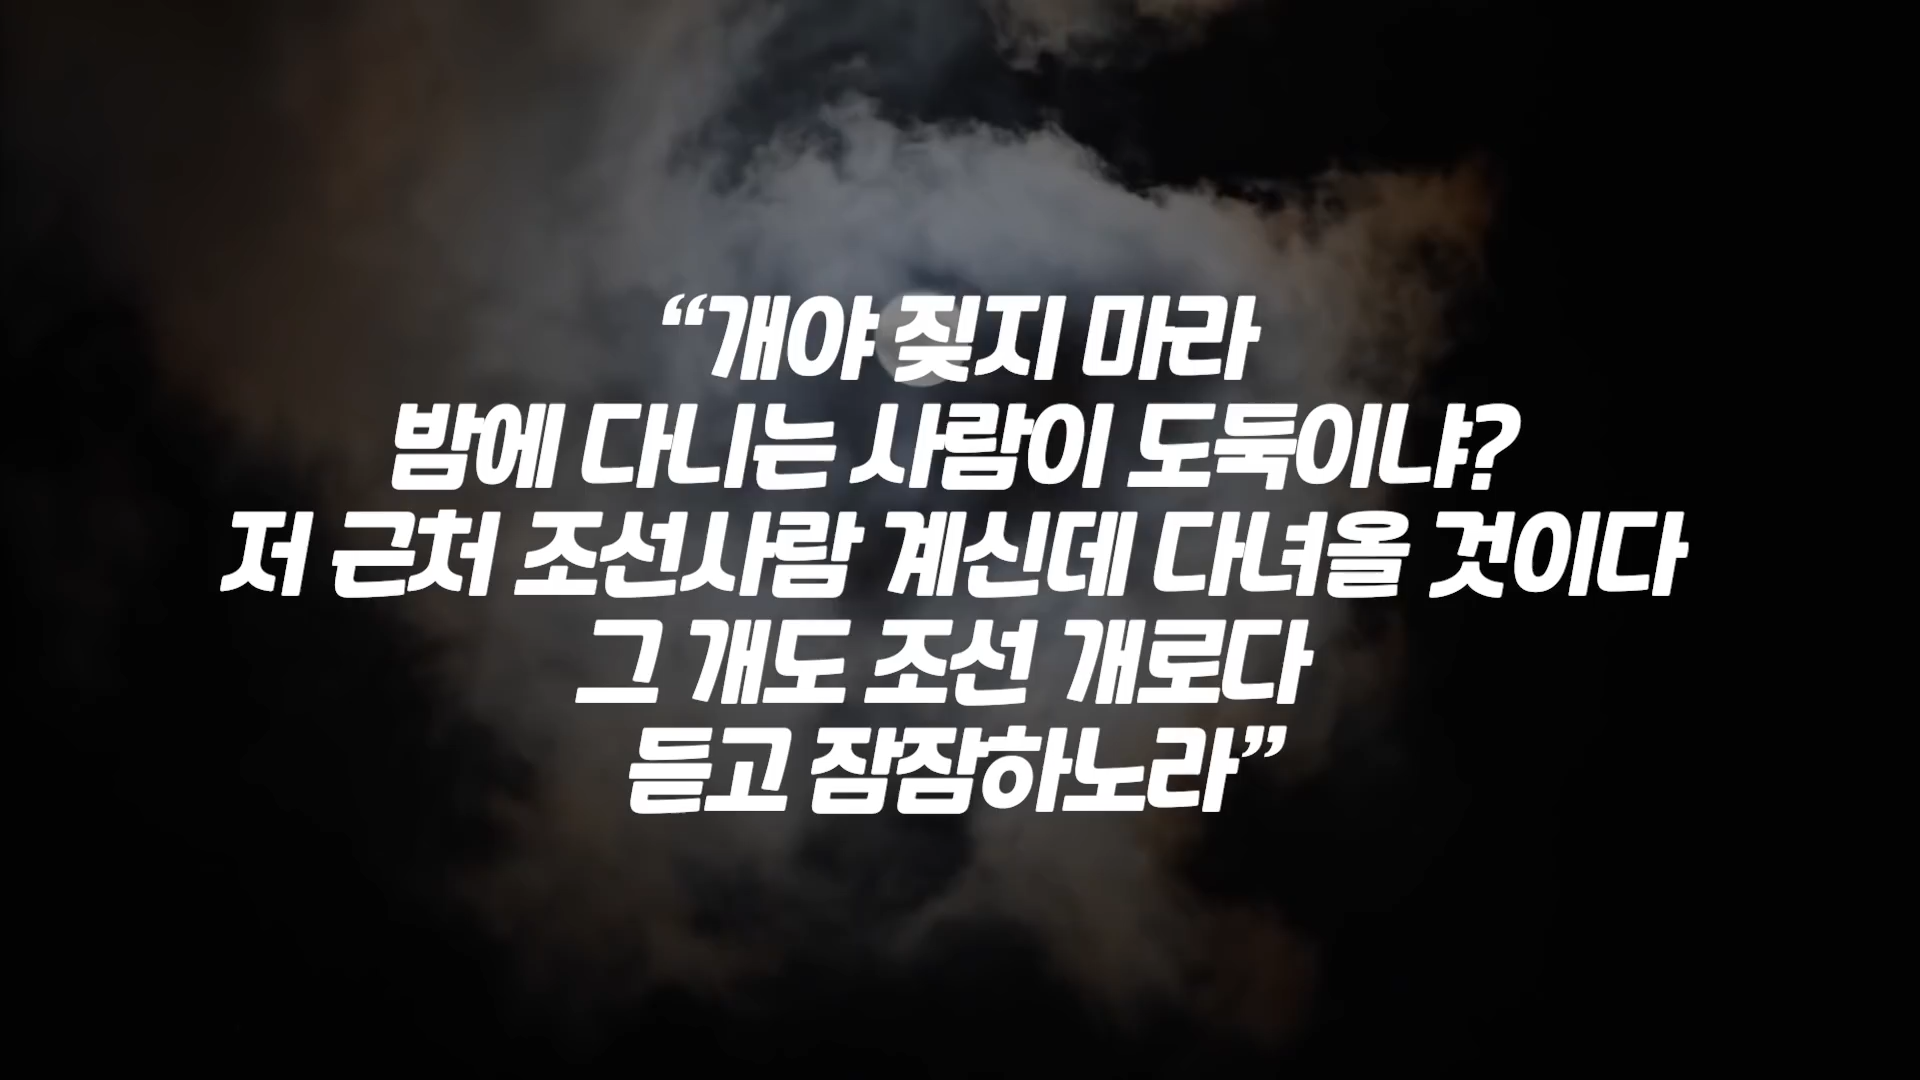 “개야 짖지 마라
밤에 다니는 사람이 도둑이냐?
저 근처 조선사람 계신데 다녀올 것이다
그 개도 조선 개로다
듣고 잠잠하노라”